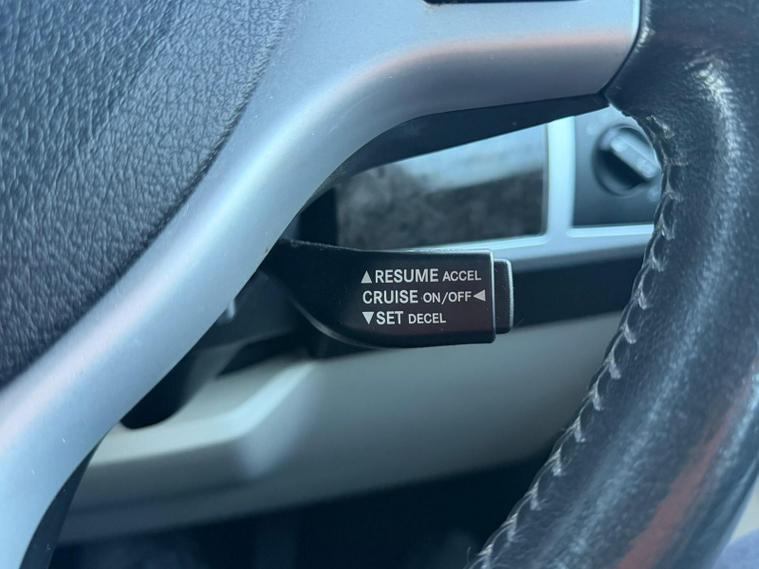 ▲RESUME ACCEL
CRUISE ON/OFF◀
▼SET DECEL